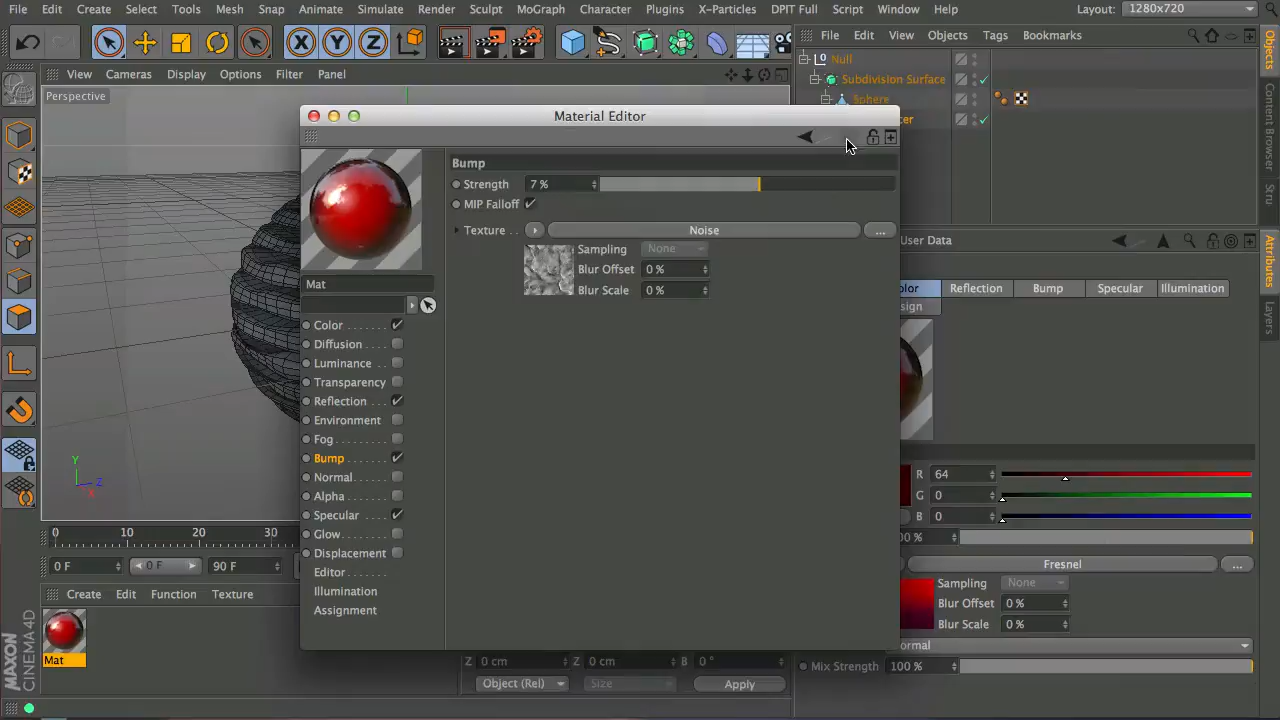 File Edit Create Select Tools Mesh Snap Animate Simulate Render Sculpt MoGraph Character Plugins X-Particles DPIT Full Script Window Help Layout: 1280x720
X Y Z
File Edit View Objects Tags Bookmarks
View Cameras Display Options Filter Panel
Null
Subdivision Surface
Sphere
Perspective
Objects
Content Browser
Stru
Attributes
Layers
Material Editor
Bump
Strength 7 %
MIP Falloff
Texture . . Noise ...
Sampling None
Blur Offset 0 %
Blur Scale 0 %
Mat
Color
Diffusion
Luminance
Transparency
Reflection
Environment
Fog
Bump
Normal
Alpha
Specular
Glow
Displacement
Editor
Illumination
Assignment
User Data
Reflection Bump Specular Illumination
R 64
G 0
B 0
Fresnel ...
Sampling None
Blur Offset 0 %
Blur Scale 0 %
Mix Strength 100 %
Y
Z
X
0 10 20 30
0 F 0 F 90 F
Create Edit Function Texture
Mat
Z 0 cm Z 0 cm B 0 °
Object (Rel) Size Apply
MAXON
CINEMA 4D